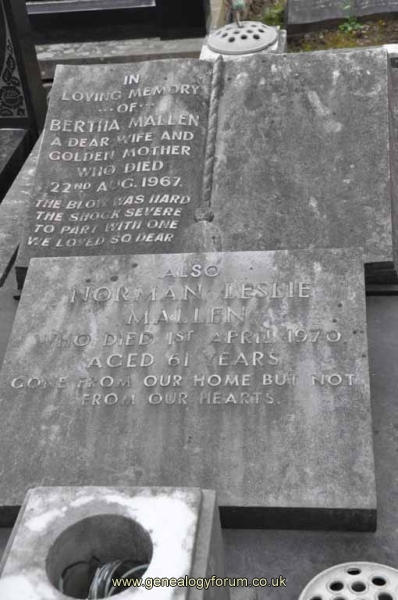 IN
LOVING MEMORY
··· OF ···
BERTHA MALLEN
A DEAR WIFE AND
GOLDEN MOTHER
WHO DIED
22ND AUG. 1967.
THE BLOW WAS HARD
THE SHOCK SEVERE
TO PART WITH ONE
WE LOVED SO DEAR
ALSO
NORMAN LESLIE
MALLEN
WHO DIED 1ST APRIL 1970
AGED 61 YEARS
GONE FROM OUR HOME BUT NOT
FROM OUR HEARTS.
www.genealogyforum.co.uk